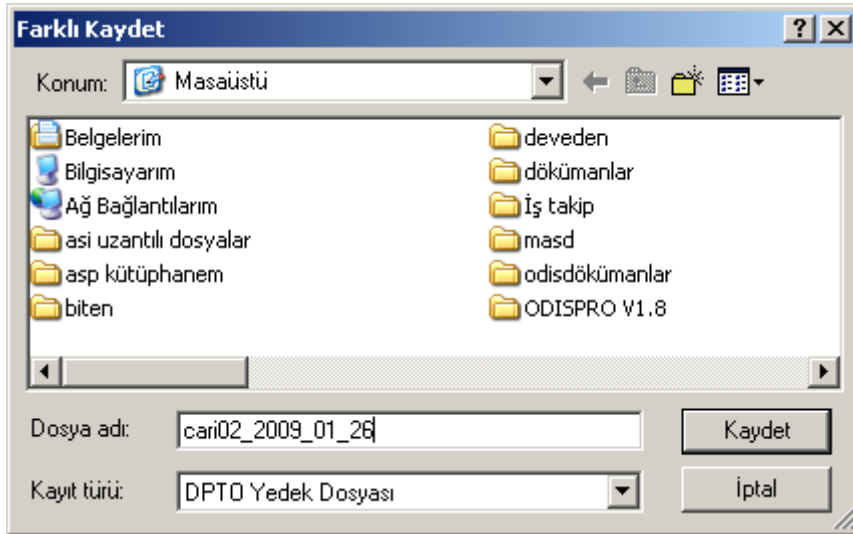 Farklı Kaydet
Konum: Masaüstü
Belgelerim
Bilgisayarım
Ağ Bağlantılarım
asi uzantılı dosyalar
asp kütüphanem
biten
deveden
dökümanlar
İş takip
masd
odisdökümanlar
ODISPRO V1.8
Dosya adı: cari02_2009_01_26 Kaydet
Kayıt türü: DPTO Yedek Dosyası İptal